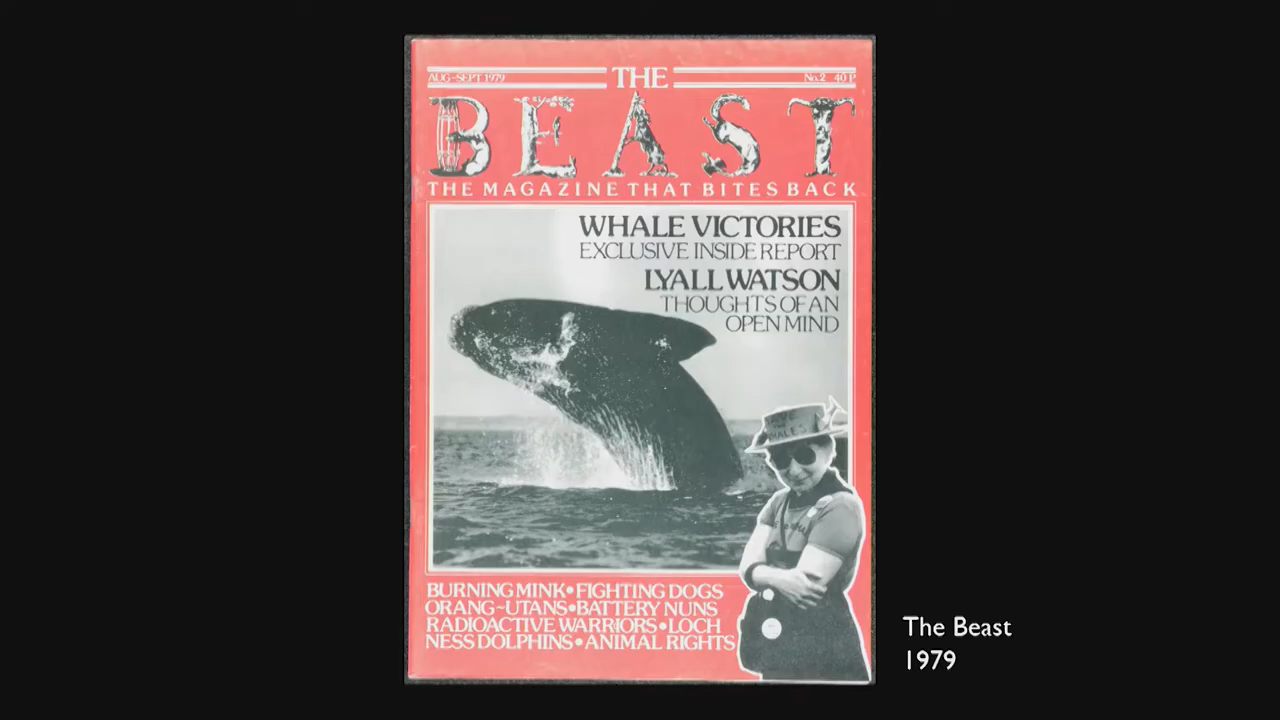 AUG-SEPT 1979
THE
No.2 40P
BEAST
THE MAGAZINE THAT BITES BACK
WHALE VICTORIES
EXCLUSIVE INSIDE REPORT
LYALL WATSON
THOUGHTS OF AN
OPEN MIND
WHALES
BURNING MINK•FIGHTING DOGS
ORANG~UTANS•BATTERY NUNS
RADIOACTIVE WARRIORS•LOCH
NESS DOLPHINS•ANIMAL RIGHTS
The Beast
1979